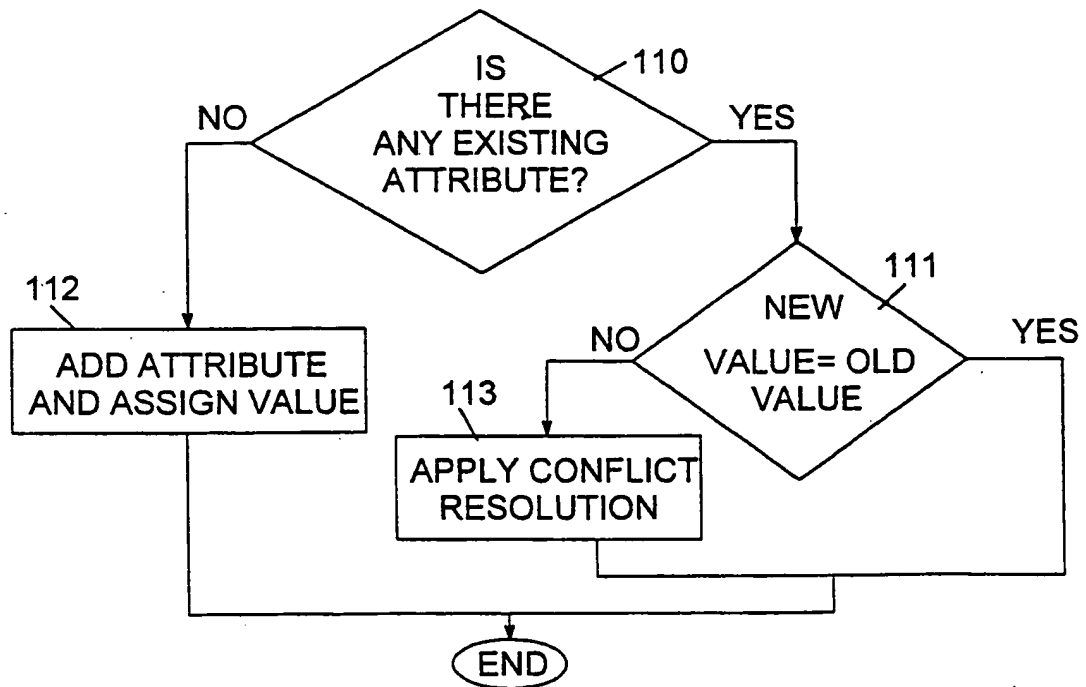 IS
THERE
ANY EXISTING
ATTRIBUTE?
110
NO
YES
112
ADD ATTRIBUTE
AND ASSIGN VALUE
111
NEW
VALUE= OLD
VALUE
NO
YES
113
APPLY CONFLICT
RESOLUTION
END